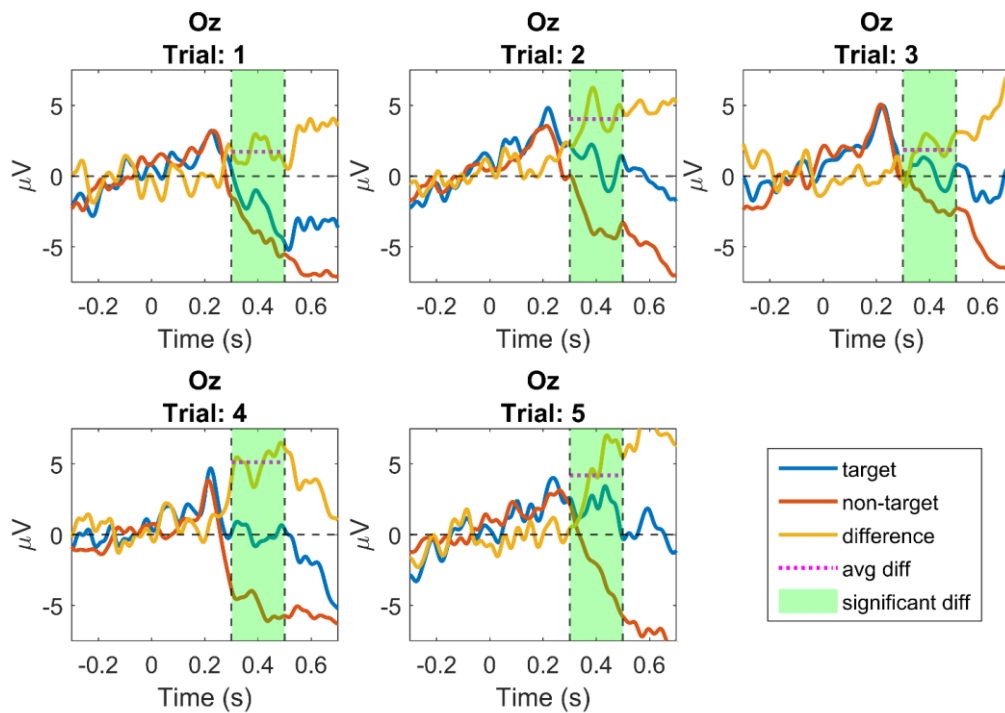 Oz
Trial: 1
μV
5
0
-5
-0.2 0 0.2 0.4 0.6
Time (s)
Oz
Trial: 2
μV
5
0
-5
-0.2 0 0.2 0.4 0.6
Time (s)
Oz
Trial: 3
μV
5
0
-5
-0.2 0 0.2 0.4 0.6
Time (s)
Oz
Trial: 4
μV
5
0
-5
-0.2 0 0.2 0.4 0.6
Time (s)
Oz
Trial: 5
μV
5
0
-5
-0.2 0 0.2 0.4 0.6
Time (s)
target
non-target
difference
avg diff
significant diff